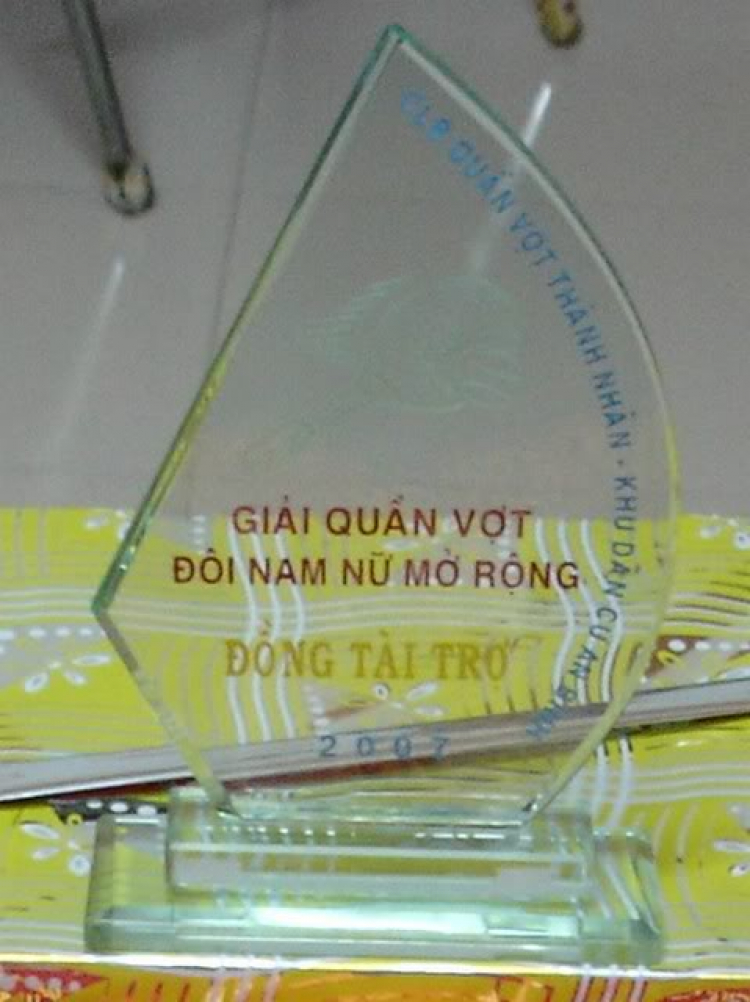 CLB QUẦN VỢT THÀNH NHÂN - KHU DÂN CƯ AN BÌNH
GIẢI QUẦN VỢT
ĐÔI NAM NỮ MỞ RỘNG
ĐỒNG TÀI TRỢ
2007